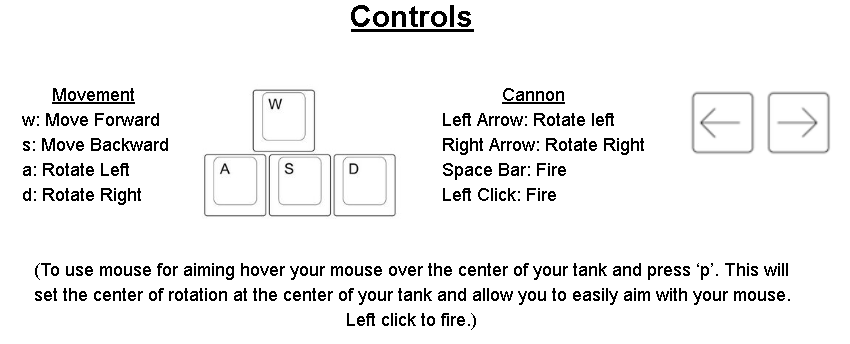 Controls
Movement
w: Move Forward
s: Move Backward
a: Rotate Left
d: Rotate Right
W
A S D
Cannon
Left Arrow: Rotate left
Right Arrow: Rotate Right
Space Bar: Fire
Left Click: Fire
(To use mouse for aiming hover your mouse over the center of your tank and press ‘p’. This will
set the center of rotation at the center of your tank and allow you to easily aim with your mouse.
Left click to fire.)